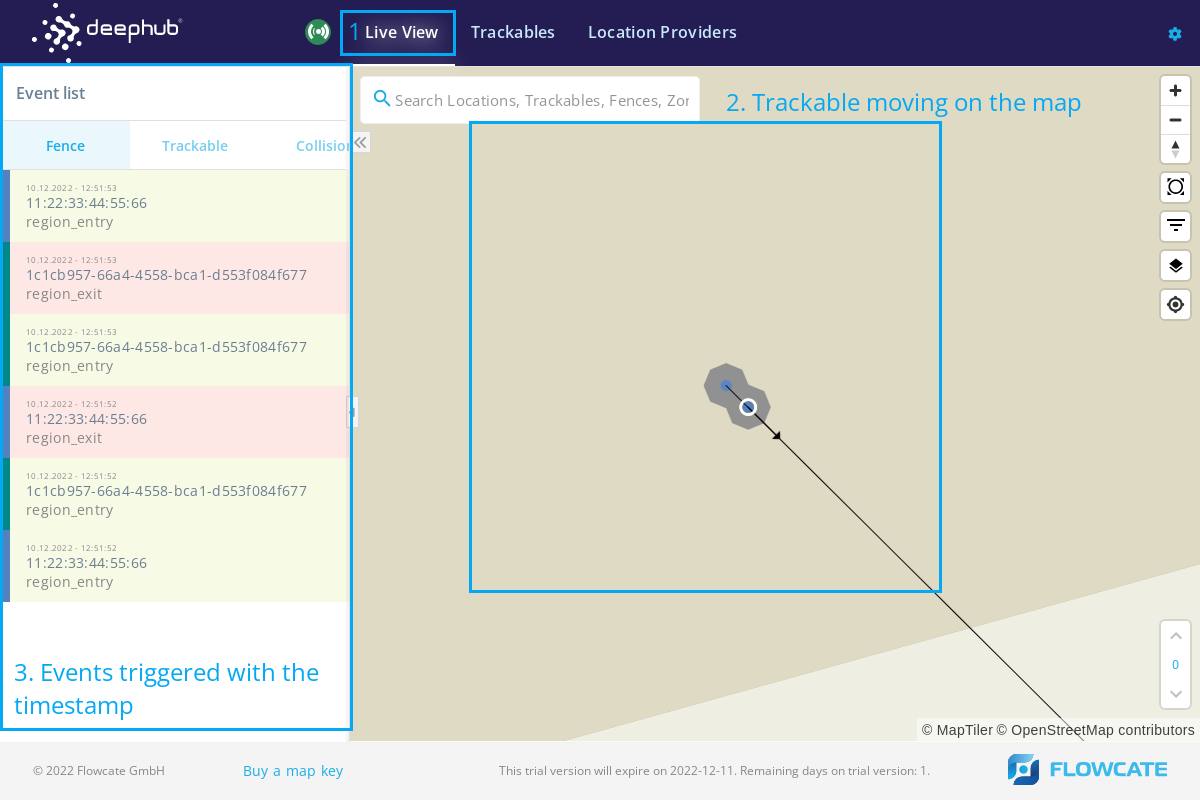 deephub
1 Live View
Trackables
Location Providers
Event list
Search Locations, Trackables, Fences, Zor
2. Trackable moving on the map
Fence
Trackable
Collision
10.12.2022 - 12:51:53
11:22:33:44:55:66
region_entry
10.12.2022 - 12:51:53
1c1cb957-66a4-4558-bca1-d553f084f677
region_exit
10.12.2022 - 12:51:53
1c1cb957-66a4-4558-bca1-d553f084f677
region_entry
10.12.2022 - 12:51:52
11:22:33:44:55:66
region_exit
10.12.2022 - 12:51:52
1c1cb957-66a4-4558-bca1-d553f084f677
region_entry
10.12.2022 - 12:51:52
11:22:33:44:55:66
region_entry
3. Events triggered with the
timestamp
0
© MapTiler © OpenStreetMap contributors
© 2022 Flowcate GmbH
Buy a map key
This trial version will expire on 2022-12-11. Remaining days on trial version: 1.
FLOWCATE